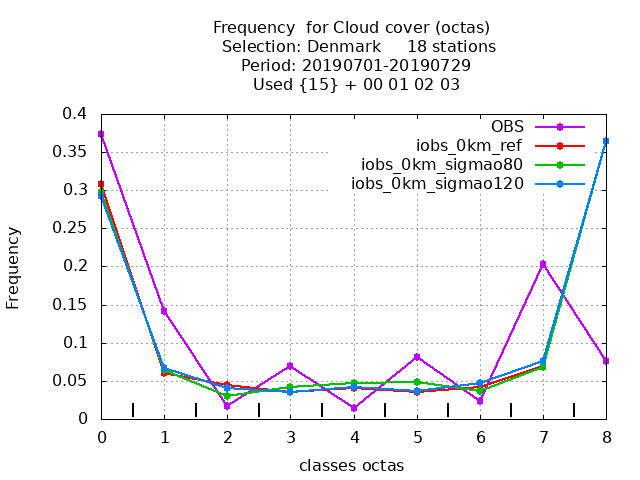 Frequency  for Cloud cover (octas)
Selection: Denmark     18 stations
Period: 20190701-20190729
Used {15} + 00 01 02 03
OBS
iobs_0km_ref
iobs_0km_sigmao80
iobs_0km_sigmao120
0.4
0.35
0.3
0.25
0.2
0.15
0.1
0.05
0
Frequency
0 1 2 3 4 5 6 7 8
classes octas